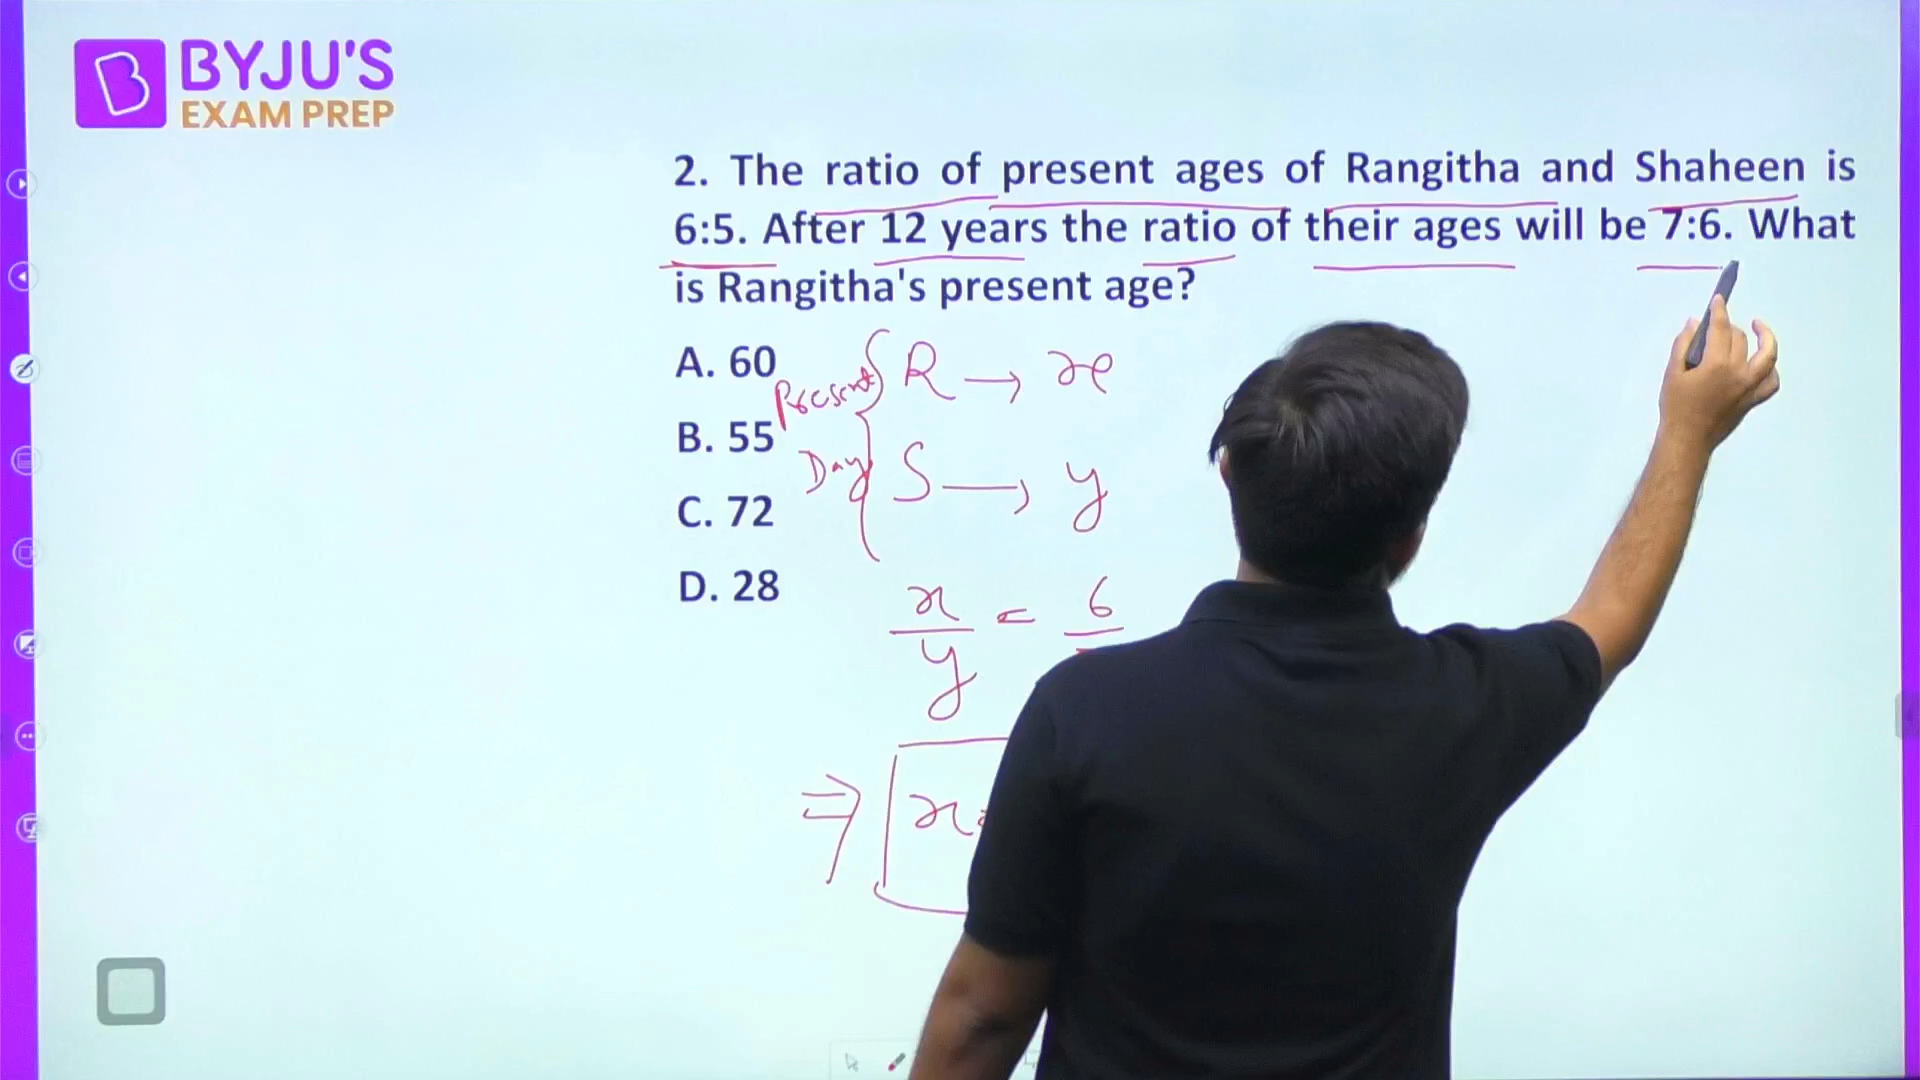 BYJU'S
EXAM PREP
2. The ratio of present ages of Rangitha and Shaheen is
6:5. After 12 years the ratio of their ages will be 7:6. What
is Rangitha's present age?
A. 60
B. 55
C. 72
D. 28
Present
Day
R → x
S → y
x
y
= 6
⇒ x